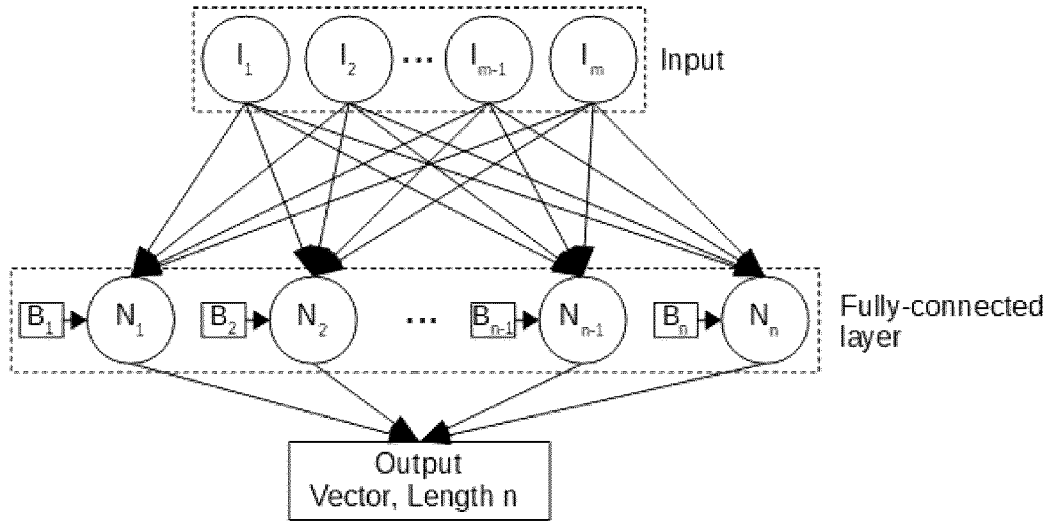 I1 I2 ... Im-1 Im Input
B1 N1 B2 N2 ... Bn-1 Nn-1 Bn Nn
Fully-connected
layer
Output
Vector, Length n